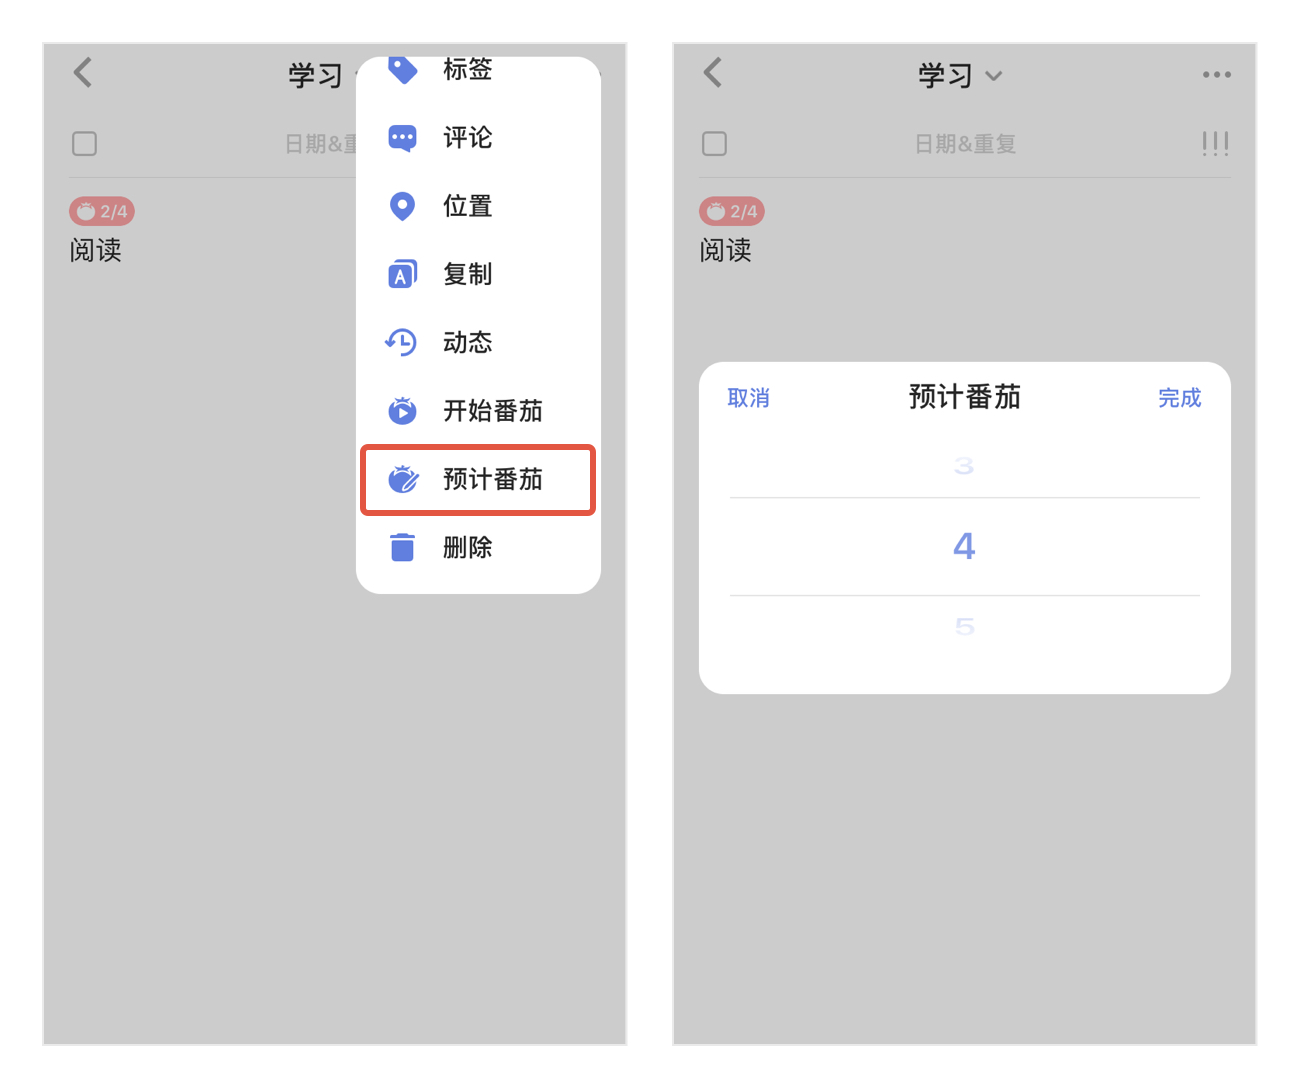 学习
日期&重
2/4
阅读
标签
评论
位置
复制
动态
开始番茄
预计番茄
删除
学习
日期&重复
!!!
2/4
阅读
取消 预计番茄 完成
3
4
5